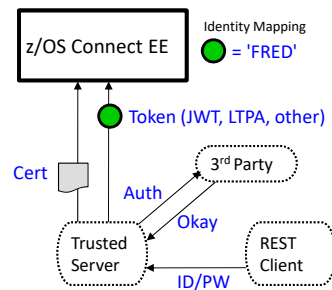 Identity Mapping
= 'FRED'
z/OS Connect EE
Token (JWT, LTPA, other)
Cert
3rd Party
Auth
Okay
Trusted
Server
REST
Client
ID/PW